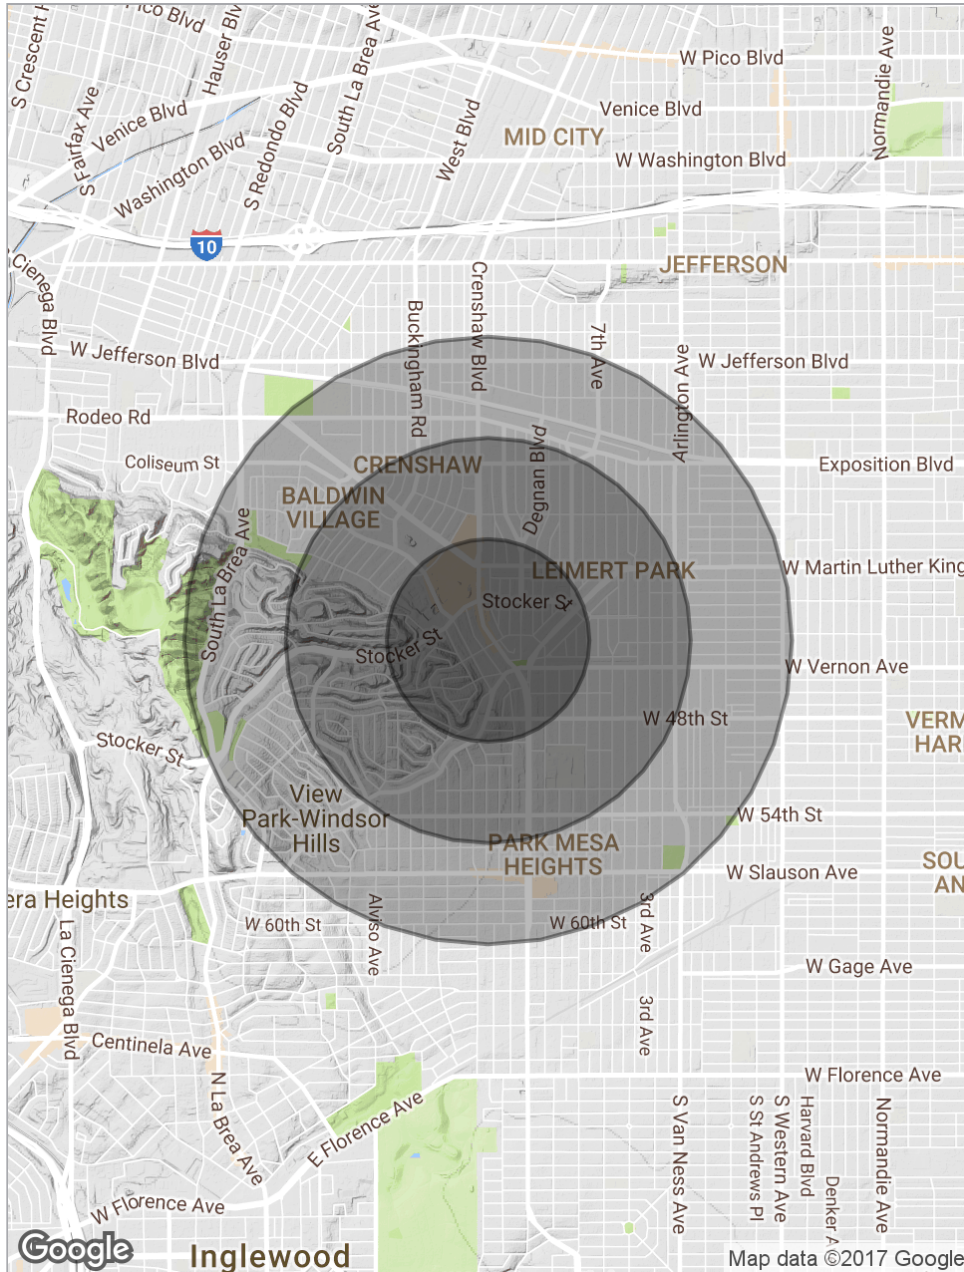 Pico Blvd
W Pico Blvd
S Crescent H
Hauser Blvd
South La Brea Ave
Normandie Ave
Venice Blvd
Venice Blvd
S Fairfax Ave
Washington Blvd
S Redondo Blvd
West Blvd
MID CITY
W Washington Blvd
10
JEFFERSON
Cienega Blvd
Crenshaw Blvd
Buckingham Rd
7th Ave
Arlington Ave
W Jefferson Blvd
W Jefferson Blvd
Rodeo Rd
Coliseum St
CRENSHAW
Degnan Blvd
Exposition Blvd
BALDWIN
VILLAGE
South La Brea Ave
LEIMERT PARK
W Martin Luther King
Stocker St
Stocker St
W Vernon Ave
W 48th St
VERM
HAR
Stocker St
View
Park-Windsor
Hills
W 54th St
PARK MESA
HEIGHTS
W Slauson Ave
SOU
AN
era Heights
W 60th St
Alviso Ave
W 60th St
3rd Ave
La Cienega Blvd
W Gage Ave
3rd Ave
Centinela Ave
N La Brea Ave
W Florence Ave
E Florence Ave
S Van Ness Ave
S St Andrews Pl
S Western Ave
Harvard Blvd
Denker A
Normandie Ave
W Florence Ave
Google
Inglewood
Map data ©2017 Google